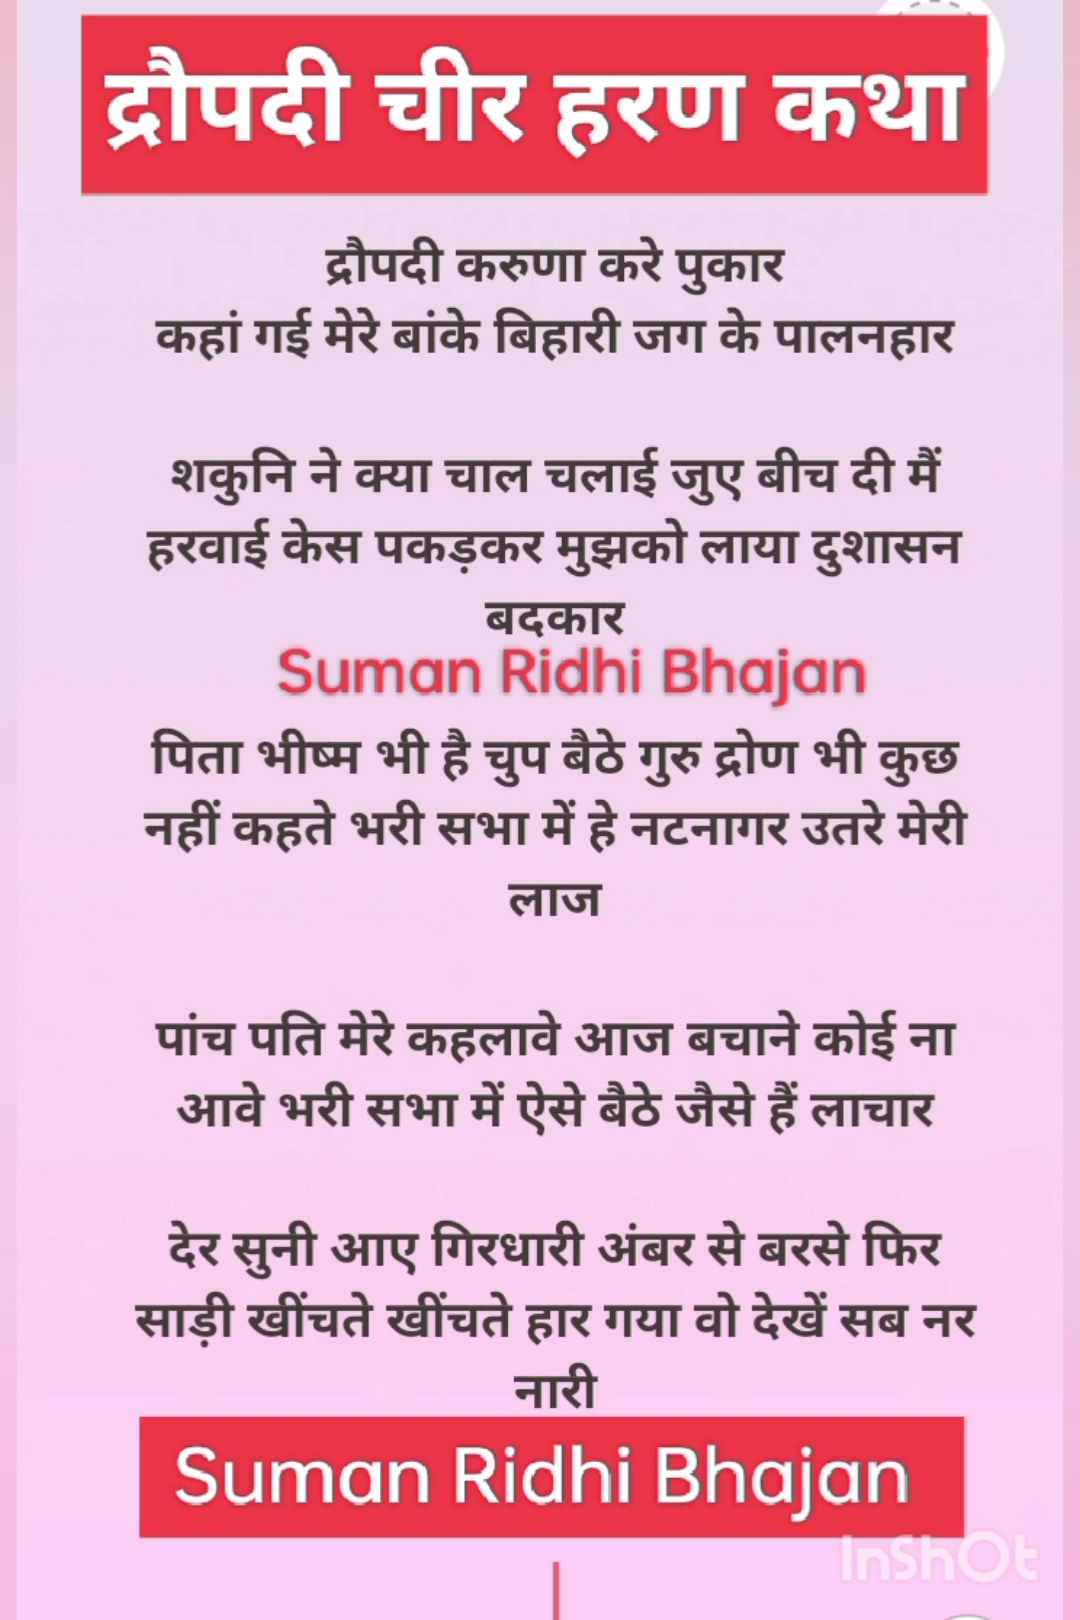 द्रौपदी चीर हरण कथा
द्रौपदी करुणा करे पुकार
कहां गई मेरे बांके बिहारी जग के पालनहार
शकुनि ने क्या चाल चलाई जुए बीच दी मैं
हरवाई केस पकड़कर मुझको लाया दुशासन
बदकार
Suman Ridhi Bhajan
पिता भीष्म भी है चुप बैठे गुरु द्रोण भी कुछ
नहीं कहते भरी सभा में हे नटनागर उतरे मेरी
लाज
पांच पति मेरे कहलावे आज बचाने कोई ना
आवे भरी सभा में ऐसे बैठे जैसे हैं लाचार
देर सुनी आए गिरधारी अंबर से बरसे फिर
साड़ी खींचते खींचते हार गया वो देखें सब नर
नारी
Suman Ridhi Bhajan
InShOt